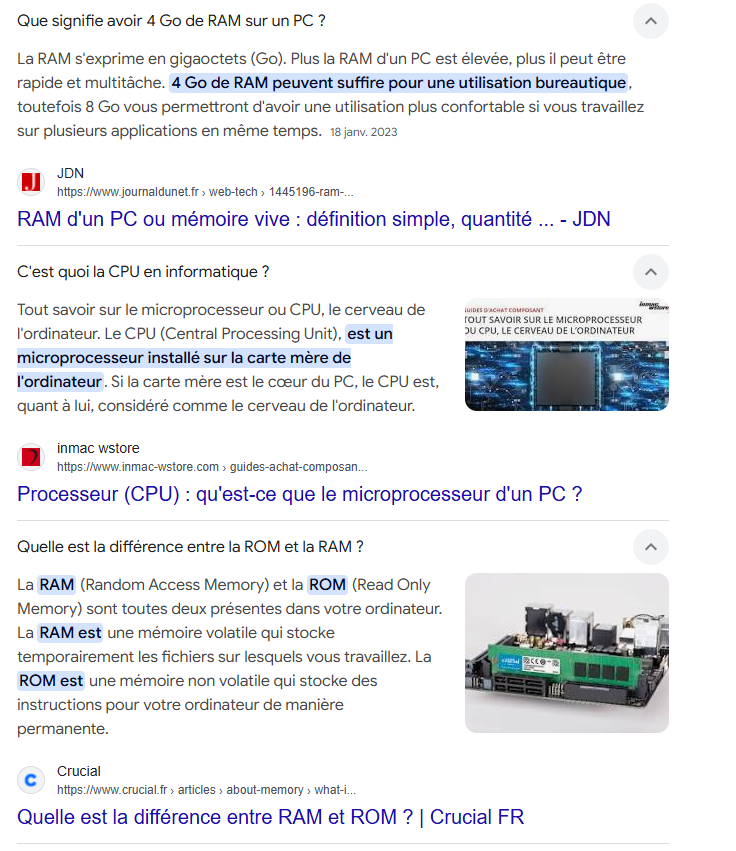 Que signifie avoir 4 Go de RAM sur un PC ?
La RAM s'exprime en gigaoctets (Go). Plus la RAM d'un PC est élevée, plus il peut être
rapide et multitâche. 4 Go de RAM peuvent suffire pour une utilisation bureautique,
toutefois 8 Go vous permettront d'avoir une utilisation plus confortable si vous travaillez
sur plusieurs applications en même temps. 18 janv. 2023
JDN
https://www.journaldunet.fr › web-tech › 1445196-ram-...
RAM d'un PC ou mémoire vive : définition simple, quantité ... - JDN
C'est quoi la CPU en informatique ?
Tout savoir sur le microprocesseur ou CPU, le cerveau de
l'ordinateur. Le CPU (Central Processing Unit), est un
microprocesseur installé sur la carte mère de
l'ordinateur. Si la carte mère est le cœur du PC, le CPU est,
quant à lui, considéré comme le cerveau de l'ordinateur.
inmac wstore
GUIDES D'ACHAT COMPOSANT
TOUT SAVOIR SUR LE MICROPROCESSEUR
OU CPU, LE CERVEAU DE L'ORDINATEUR
inmac wstore
https://www.inmac-wstore.com › guides-achat-composan...
Processeur (CPU) : qu'est-ce que le microprocesseur d'un PC ?
Quelle est la différence entre la ROM et la RAM ?
La RAM (Random Access Memory) et la ROM (Read Only
Memory) sont toutes deux présentes dans votre ordinateur.
La RAM est une mémoire volatile qui stocke
temporairement les fichiers sur lesquels vous travaillez. La
ROM est une mémoire non volatile qui stocke des
instructions pour votre ordinateur de manière
permanente.
crucial
Crucial
https://www.crucial.fr › articles › about-memory › what-i...
Quelle est la différence entre RAM et ROM ? | Crucial FR